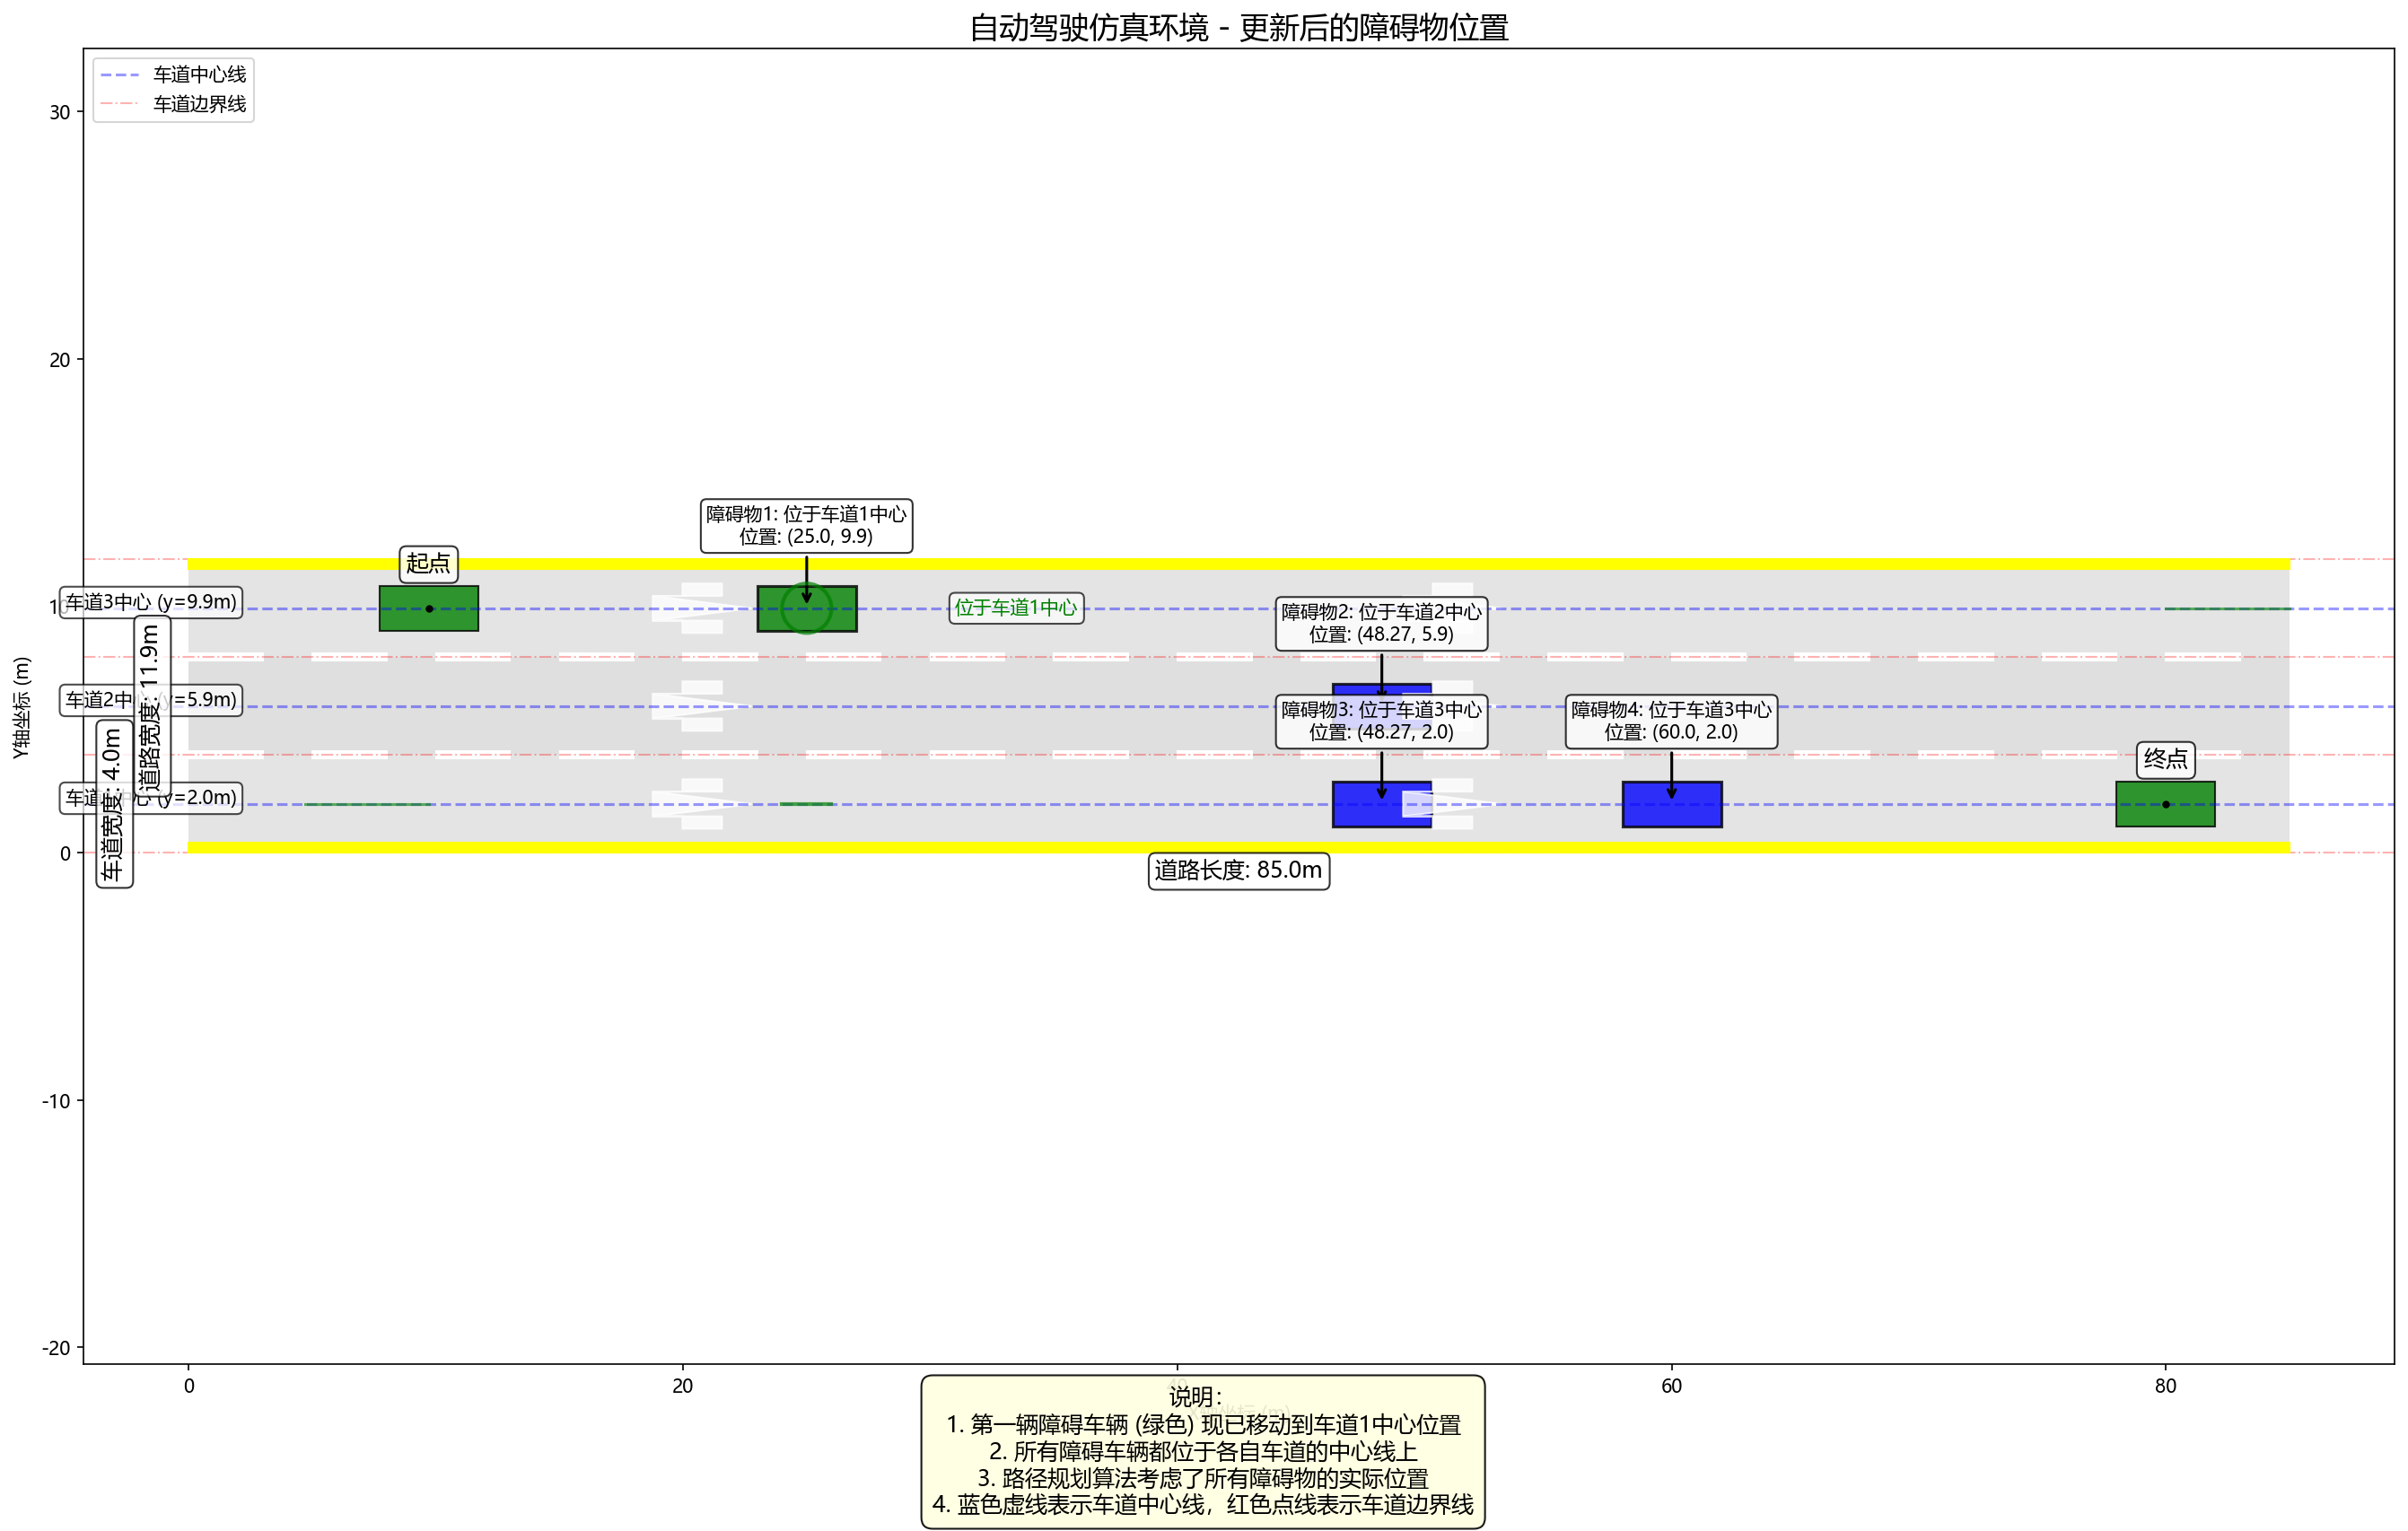 自动驾驶仿真环境 - 更新后的障碍物位置
车道中心线
车道边界线
30
20
10
0
-10
-20
Y轴坐标 (m)
障碍物1: 位于车道1中心
位置: (25.0, 9.9)
起点
车道3中心 (y=9.9m)
位于车道1中心
障碍物2: 位于车道2中心
位置: (48.27, 5.9)
道路宽度: 11.9m
车道2中心 (y=5.9m)
障碍物3: 位于车道3中心
位置: (48.27, 2.0)
障碍物4: 位于车道3中心
位置: (60.0, 2.0)
终点
车道宽度: 4.0m
(y=2.0m)
道路长度: 85.0m
0
20
40
60
80
X轴坐标 (m)
说明:
1. 第一辆障碍车辆 (绿色) 现已移动到车道1中心位置
2. 所有障碍车辆都位于各自车道的中心线上
3. 路径规划算法考虑了所有障碍物的实际位置
4. 蓝色虚线表示车道中心线，红色点线表示车道边界线